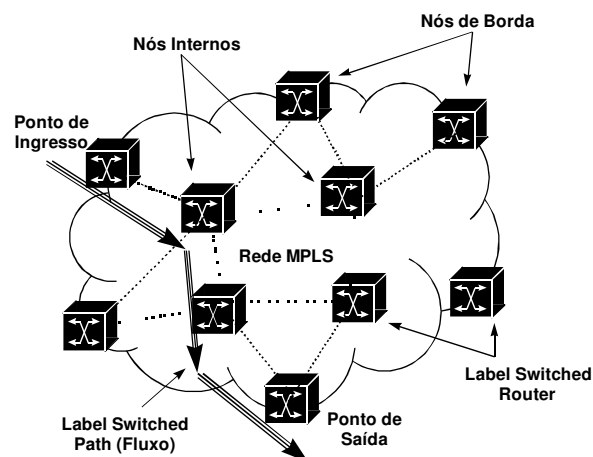 Nós de Borda
Nós Internos
Ponto de
Ingresso
Rede MPLS
Label Switched
Router
Label Switched
Path (Fluxo)
Ponto de
Saída